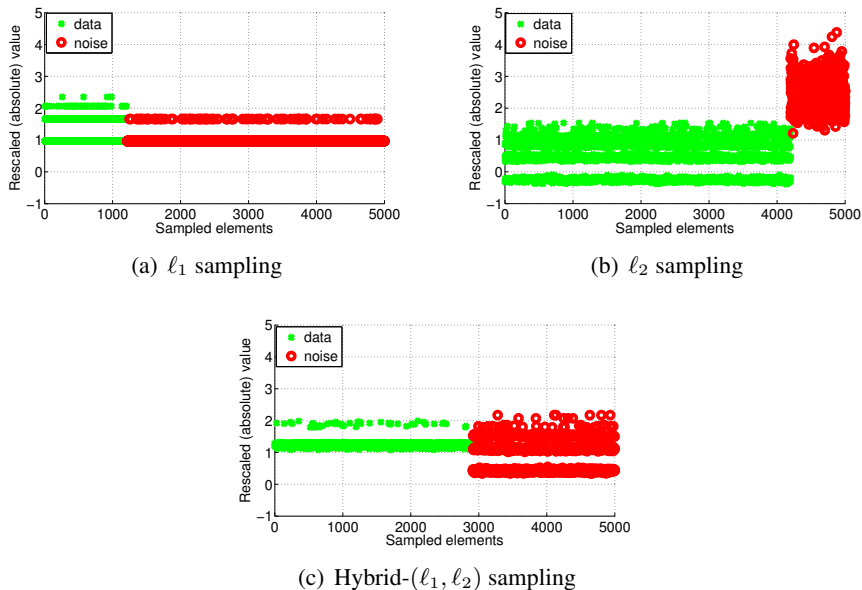 5
4
3
2
1
0
−1
0 1000 2000 3000 4000 5000
Rescaled (absolute) value
Sampled elements
data
noise
(a) ℓ1 sampling
5
4
3
2
1
0
−1
0 1000 2000 3000 4000 5000
Rescaled (absolute) value
Sampled elements
data
noise
(b) ℓ2 sampling
5
4
3
2
1
0
−1
0 1000 2000 3000 4000 5000
Rescaled (absolute) value
Sampled elements
data
noise
(c) Hybrid-(ℓ1, ℓ2) sampling